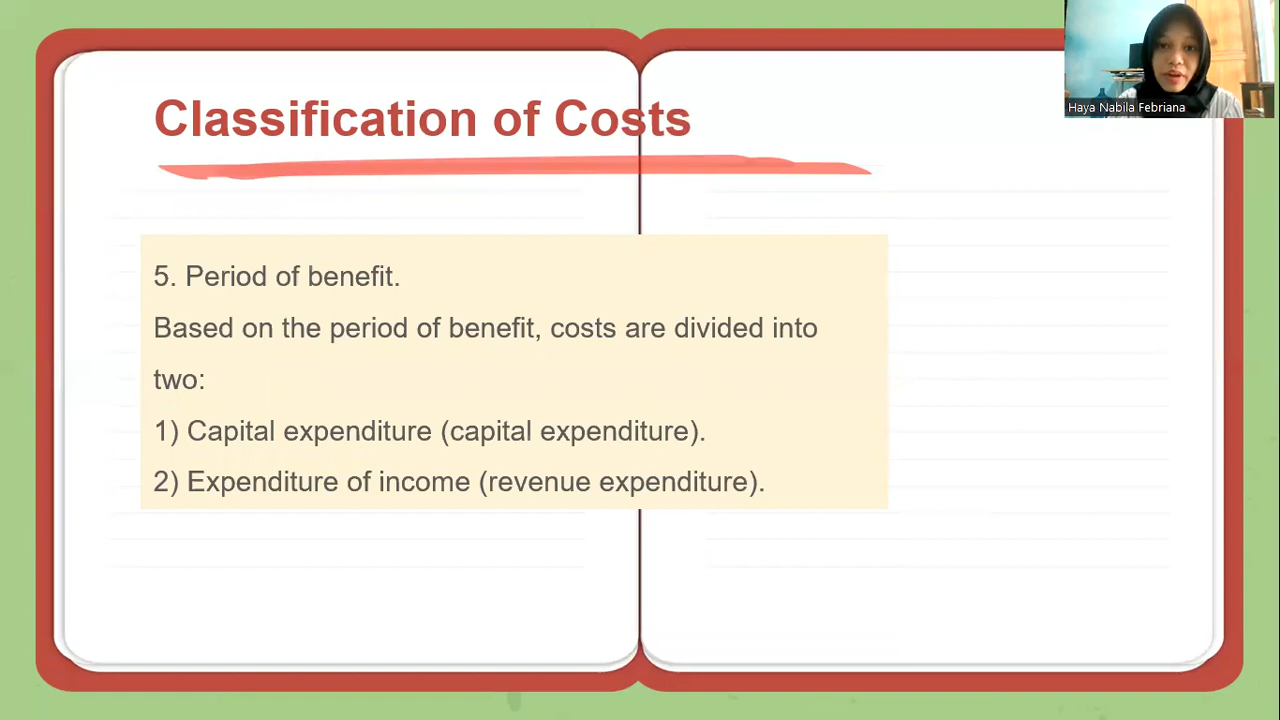 Classification of Costs
Haya Nabila Febriana
5. Period of benefit.
Based on the period of benefit, costs are divided into
two:
1) Capital expenditure (capital expenditure).
2) Expenditure of income (revenue expenditure).